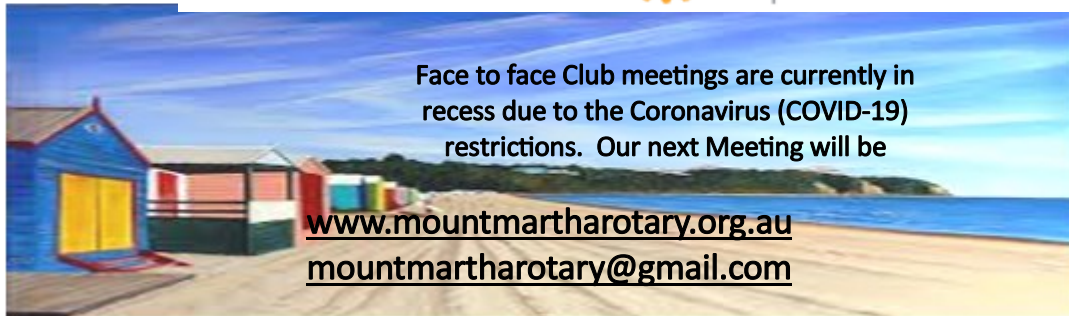 Face to face Club meetings are currently in
recess due to the Coronavirus (COVID-19)
restrictions.  Our next Meeting will be
www.mountmartharotary.org.au
mountmartharotary@gmail.com